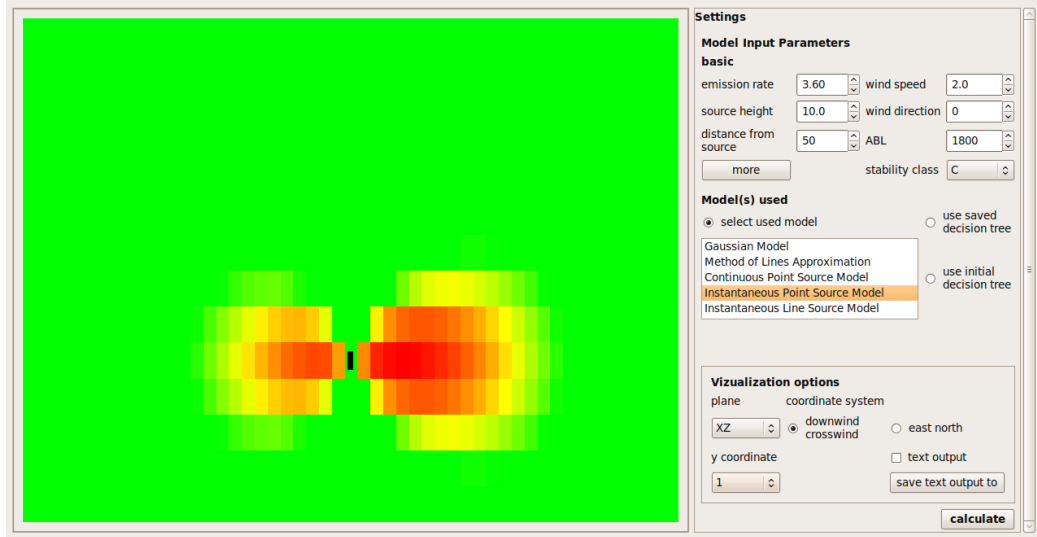 Settings
Model Input Parameters
basic
emission rate 3.60 wind speed 2.0
source height 10.0 wind direction 0
distance from
source 50 ABL 1800
more stability class C
Model(s) used
select used model
use saved
decision tree
Gaussian Model
Method of Lines Approximation
Continuous Point Source Model
Instantaneous Point Source Model
Instantaneous Line Source Model
use initial
decision tree
Vizualization options
plane coordinate system
XZ
downwind
crosswind
east north
y coordinate text output
1 save text output to
calculate